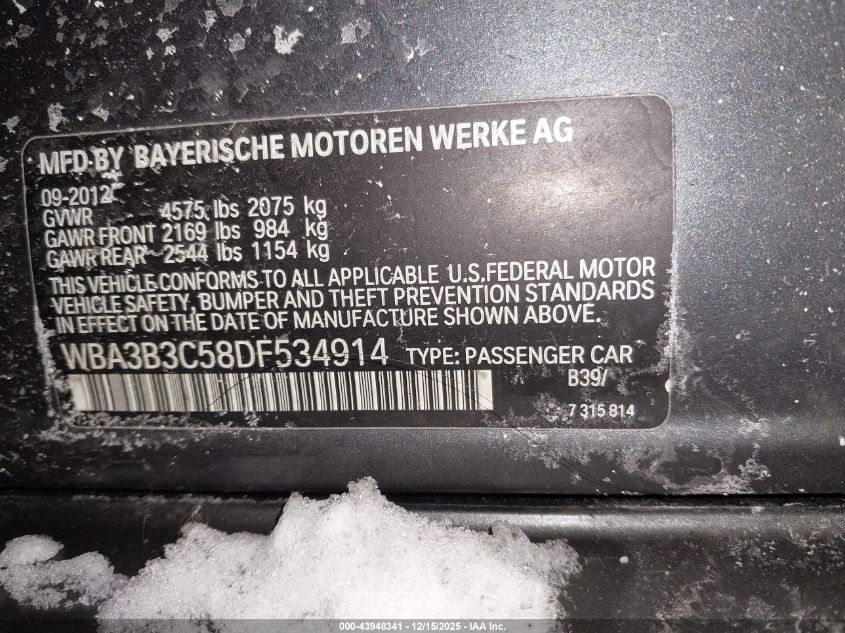 MFD·BY BAYERISCHE MOTOREN WERKE AG
09-2012
GVWR 4575 lbs 2075 kg
GAWR FRONT 2169 lbs 984 kg
GAWR REAR 2544 lbs 1154 kg
THIS VEHICLE CONFORMS TO ALL APPLICABLE U.S.FEDERAL MOTOR
VEHICLE SAFETY, BUMPER AND THEFT PREVENTION STANDARDS
IN EFFECT ON THE DATE OF MANUFACTURE SHOWN ABOVE.
WBA3B3C58DF534914 TYPE: PASSENGER CAR
B39/
7 315 814
000-43948341 - 12/15/2025 - IAA Inc.